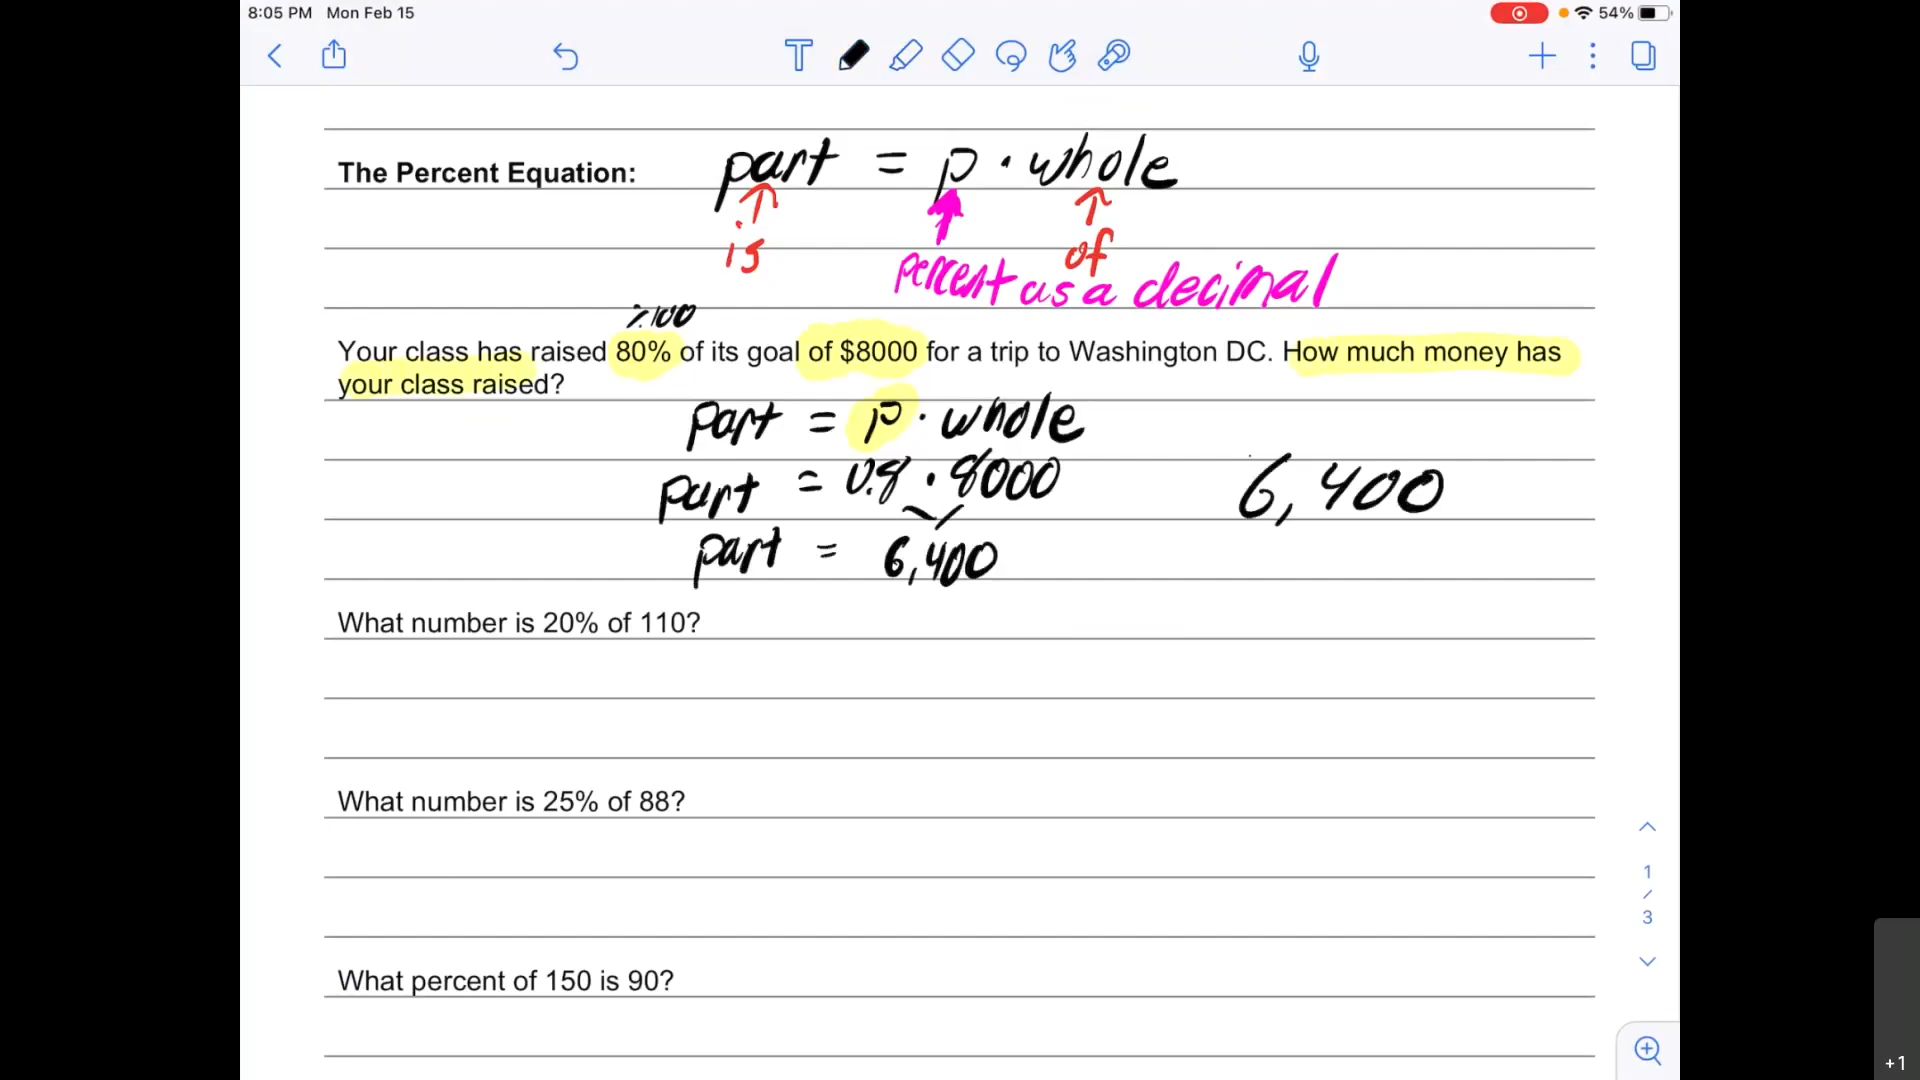 8:05 PM Mon Feb 15 54%
The Percent Equation: part = p · whole
is of
percent as a decimal
÷100
Your class has raised 80% of its goal of $8000 for a trip to Washington DC. How much money has
your class raised?
part = p · whole
part = 0.8 · 8000 6,400
part = 6,400
What number is 20% of 110?
What number is 25% of 88?
1
/
3
What percent of 150 is 90?
+1